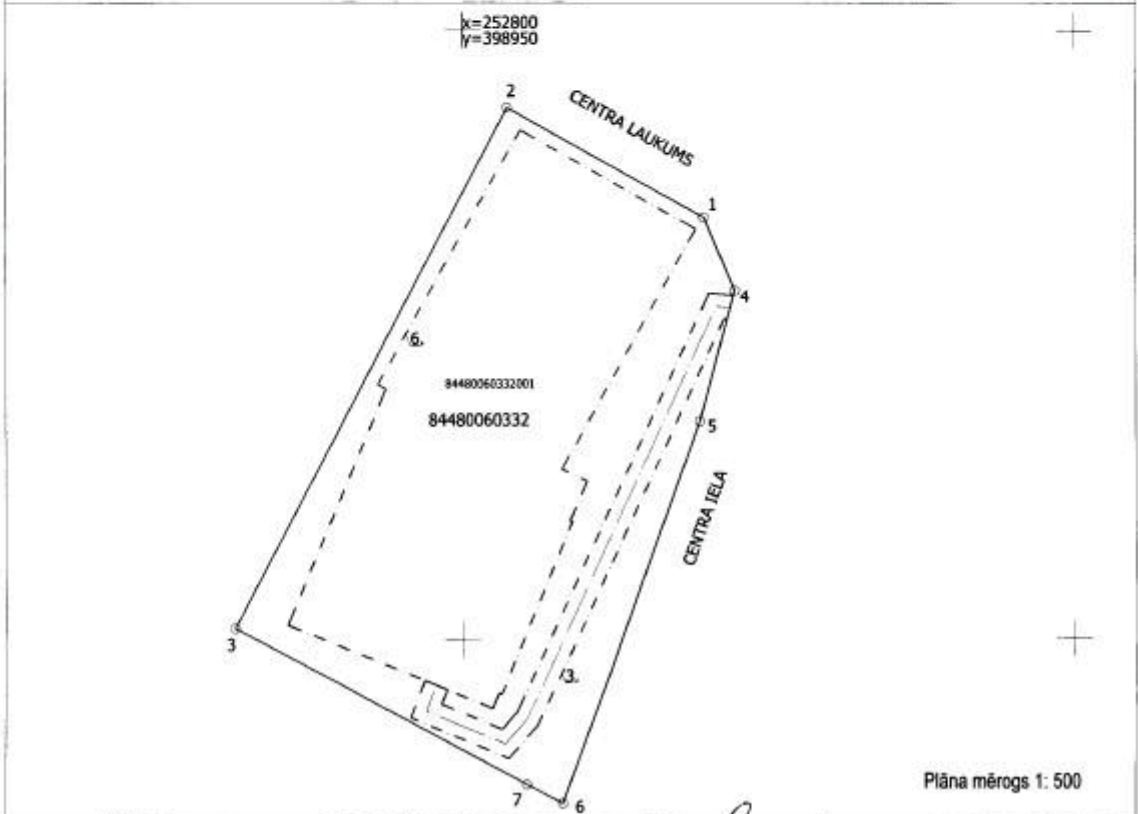 x=252800
y=398950
2
CENTRA LAUKUMS
1
4
6
84480060332001
84480060332
5
CENTRA IELA
3
3
Plāna mērogs 1: 500
7
6